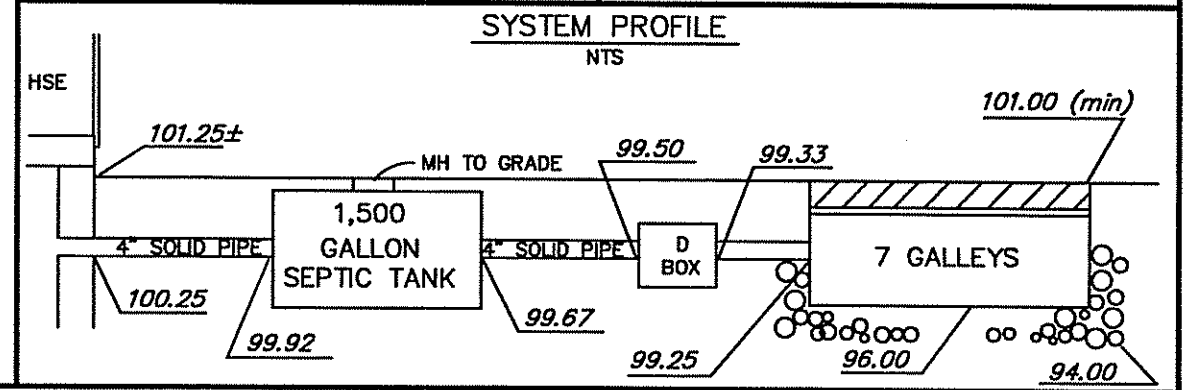 SYSTEM PROFILE
NTS
HSE
101.25±
MH TO GRADE
99.50
99.33
101.00 (min)
4" SOLID PIPE
1,500
GALLON
SEPTIC TANK
4" SOLID PIPE
D
BOX
7 GALLEYS
100.25
99.92
99.67
99.25
96.00
94.00